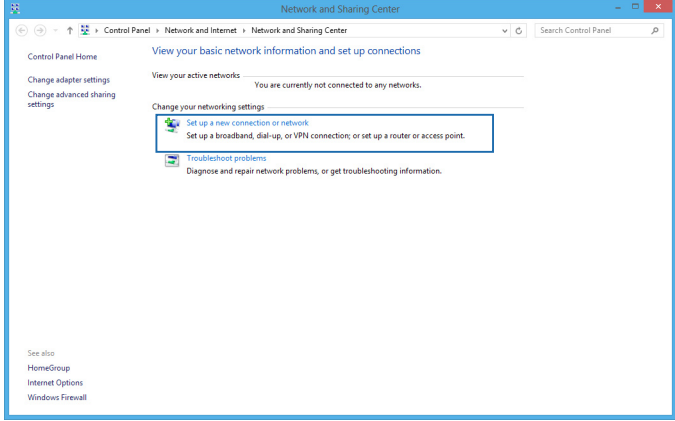 Network and Sharing Center
Control Panel Network and Internet Network and Sharing Center
Search Control Panel
Control Panel Home
Change adapter settings
Change advanced sharing
settings
View your basic network information and set up connections
View your active networks
You are currently not connected to any networks.
Change your networking settings
Set up a new connection or network
Set up a broadband, dial-up, or VPN connection; or set up a router or access point.
Troubleshoot problems
Diagnose and repair network problems, or get troubleshooting information.
See also
HomeGroup
Internet Options
Windows Firewall